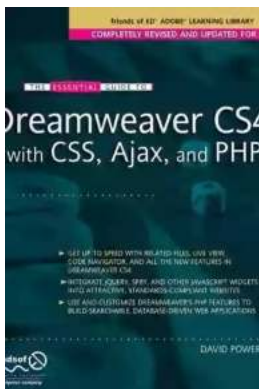 friends of ED ADOBE® LEARNING LIBRARY
COMPLETELY REVISED AND UPDATED FOR
THE ESSENTIAL GUIDE TO
Dreamweaver CS4
with CSS, Ajax, and PHP
GET UP TO SPEED WITH RELATED FILES, LIVE VIEW,
CODE NAVIGATOR, AND ALL THE NEW FEATURES IN
DREAMWEAVER CS4
INTEGRATE JQUERY, SPRY, AND OTHER JAVASCRIPT WIDGETS
INTO ATTRACTIVE, STANDARDS-COMPLIANT WEBSITES
USE AND CUSTOMIZE DREAMWEAVER'S PHP FEATURES TO
BUILD SEARCHABLE, DATABASE-DRIVEN WEB APPLICATIONS
DAVID POWER
ndsof